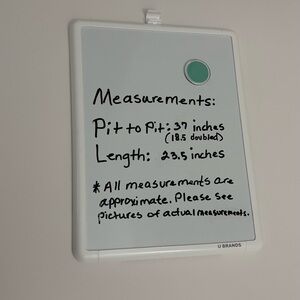 Measurements:
Pit to Pit: 37 inches
(18.5 doubled)
Length: 23.5 inches
* All measurements are
approximate. Please see
pictures of actual measurements.
U BRANDS